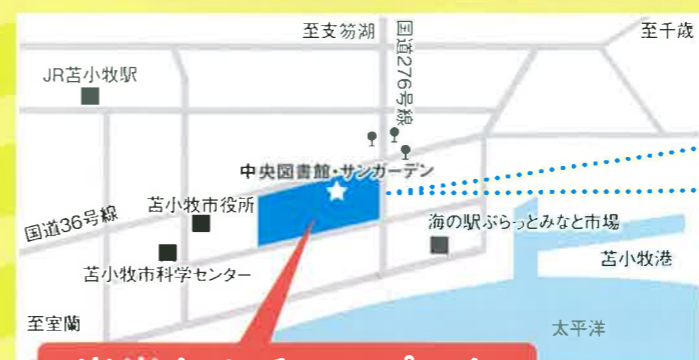 至支笏湖
国道276号線
至千歳
JR苫小牧駅
中央図書館・サンガーデン
苫小牧市役所
国道36号線
海の駅ぷらっとみなと市場
苫小牧市科学センター
苫小牧港
至室蘭
太平洋